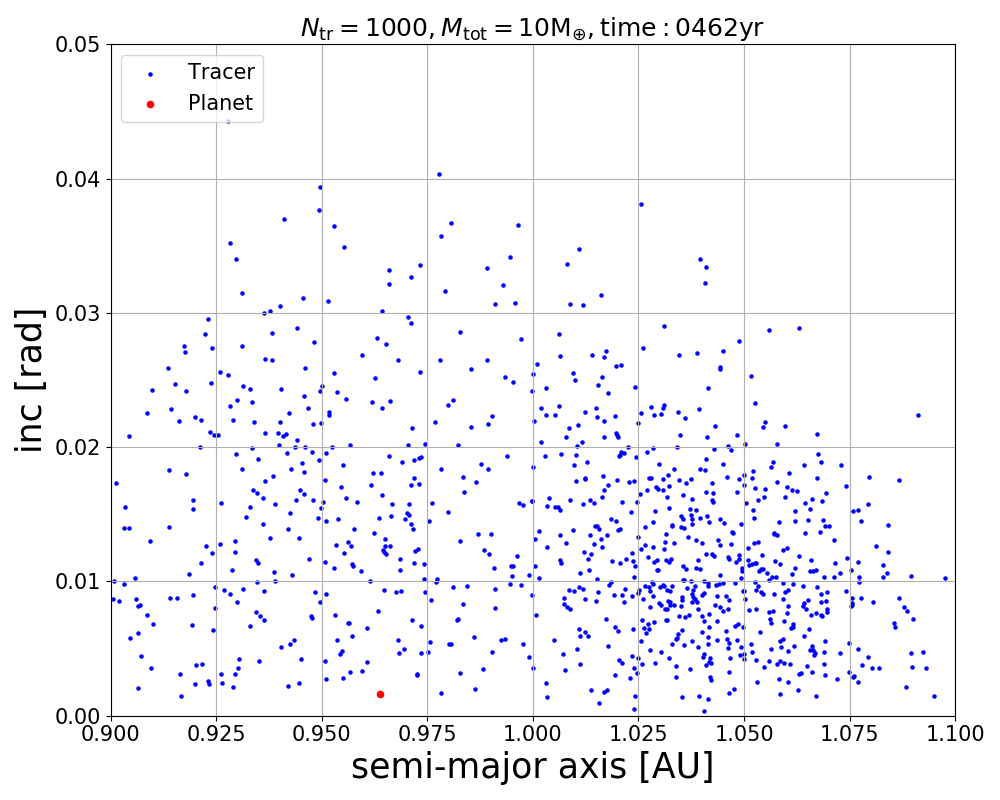 N_tr = 1000, M_tot = 10M_⊕, time : 0462yr
0.05
Tracer
Planet
0.04
0.03
0.02
0.01
0.00
inc [rad]
0.900 0.925 0.950 0.975 1.000 1.025 1.050 1.075 1.100
semi-major axis [AU]